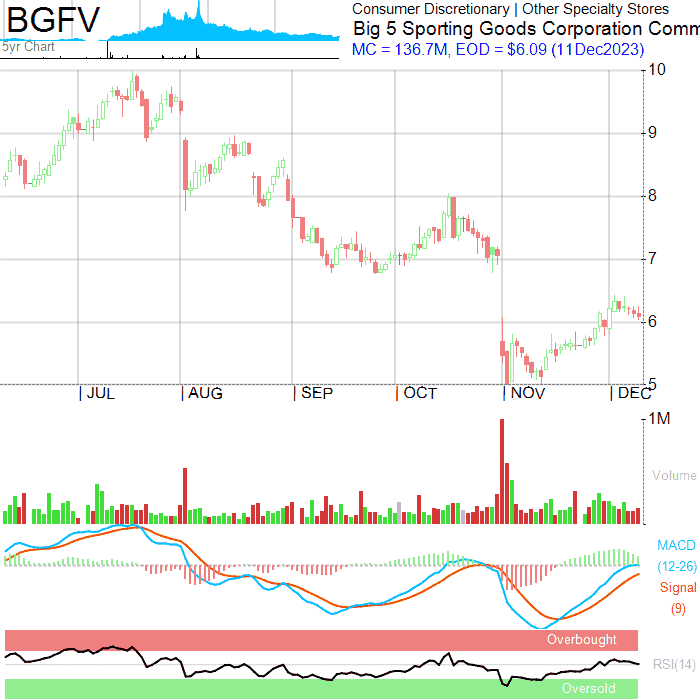 BGFV
5yr Chart
Consumer Discretionary | Other Specialty Stores
Big 5 Sporting Goods Corporation Comm
MC = 136.7M, EOD = $6.09 (11Dec2023)
10
9
8
7
6
5
JUL
AUG
SEP
OCT
NOV
DEC
1M
Volume
MACD
(12-26)
Signal
(9)
Overbought
RSI(14)
Oversold